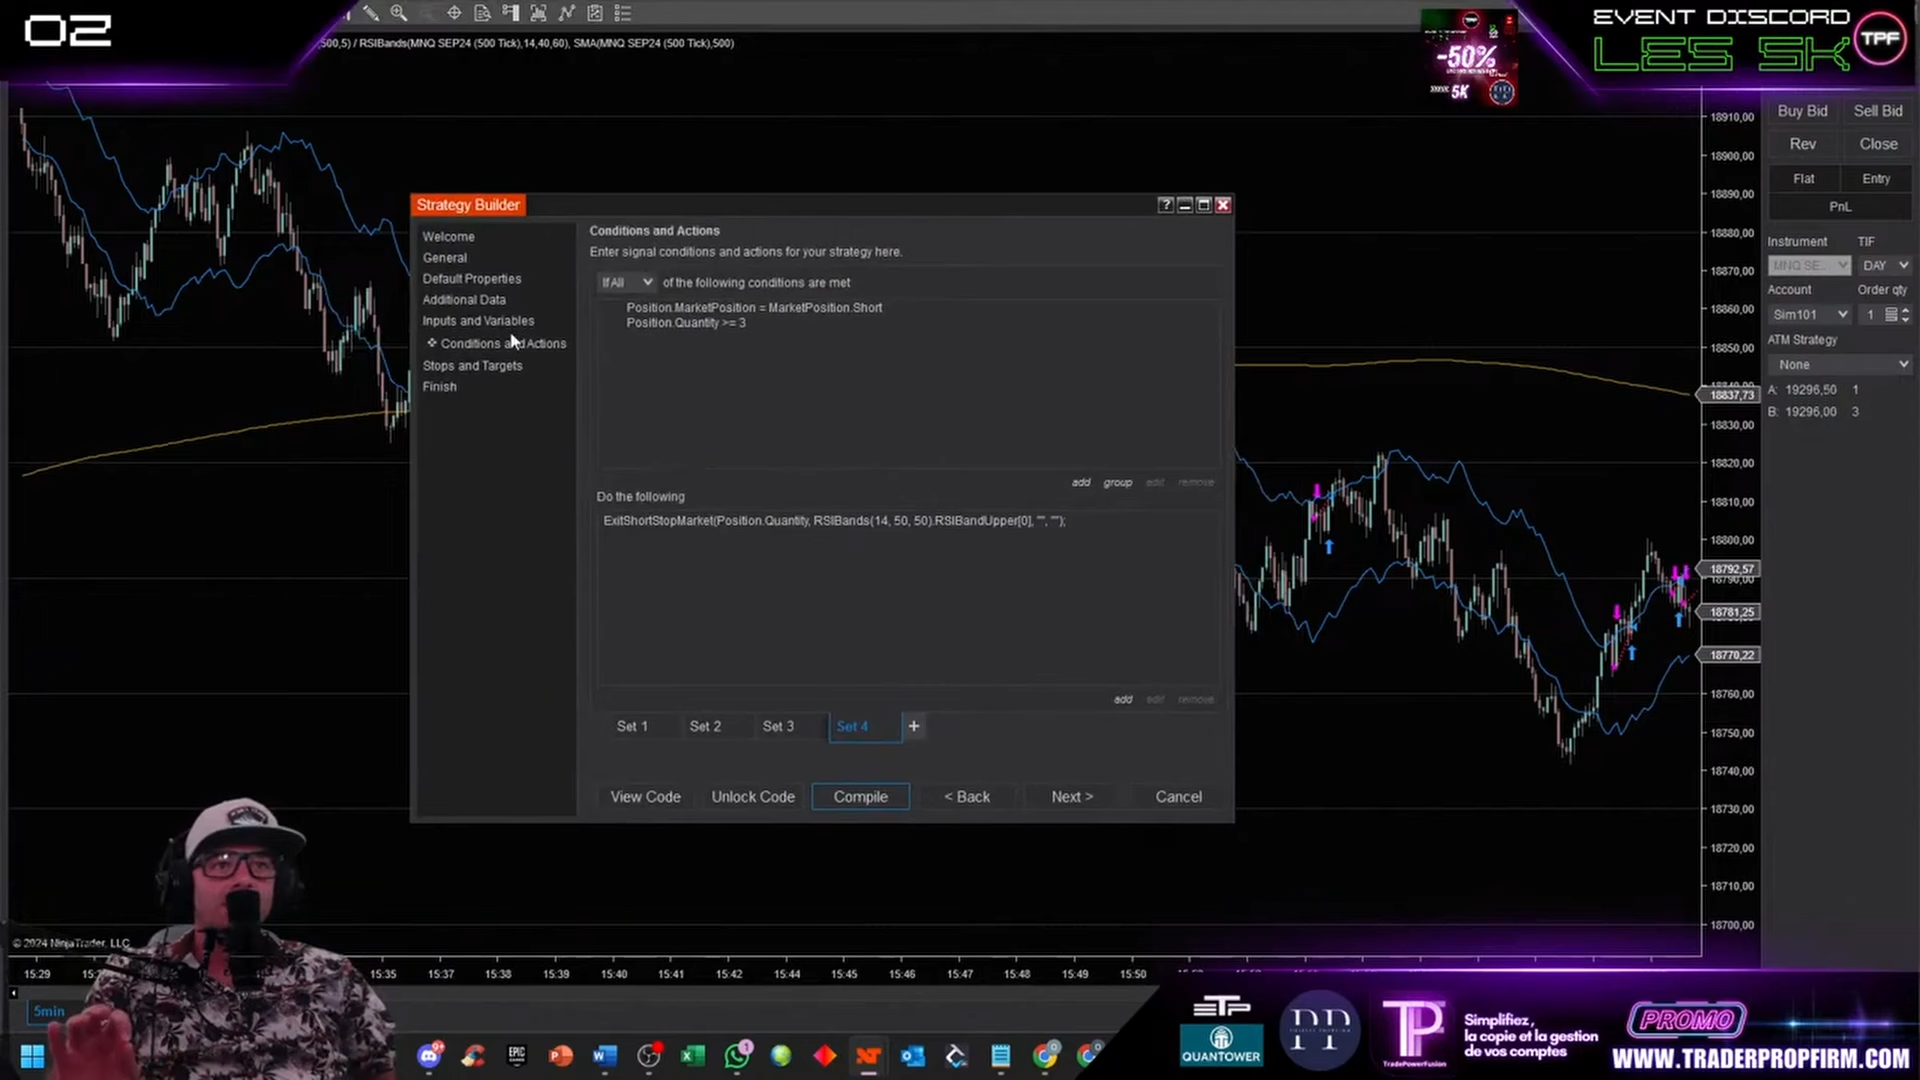 02
,500,5) / RSIBands(MNQ SEP24 (500 Tick),14,40,60), SMA(MNQ SEP24 (500 Tick),500)
-50%
5K
EVENT DISCORD
LES 5K
TPF
18910,00
18900,00
18890,00
18880,00
18870,00
18860,00
18850,00
18837,73
18830,00
18820,00
18810,00
18800,00
18792,57
18790,00
18781,25
18770,22
18760,00
18750,00
18740,00
18730,00
18720,00
18710,00
18700,00
Buy Bid
Sell Bid
Rev
Close
Flat
Entry
PnL
Instrument
TIF
MNQ SE...
DAY
Account
Order qty
Sim101
1
ATM Strategy
None
A: 19296,50 1
B: 19296,00 3
Strategy Builder
?
Welcome
General
Default Properties
Additional Data
Inputs and Variables
Conditions and Actions
Stops and Targets
Finish
Conditions and Actions
Enter signal conditions and actions for your strategy here.
If All of the following conditions are met
Position.MarketPosition = MarketPosition.Short
Position.Quantity >= 3
add group edit remove
Do the following
ExitShortStopMarket(Position.Quantity, RSIBands(14, 50, 50).RSIBandUpper[0], "", "");
add edit remove
Set 1
Set 2
Set 3
Set 4
+
View Code
Unlock Code
Compile
< Back
Next >
Cancel
© 2024 NinjaTrader, LLC
15:29
15:35
15:37
15:38
15:39
15:40
15:41
15:42
15:44
15:45
15:46
15:47
15:48
15:49
15:50
5min
9+
EPIC
1
ETP
QUANTOWER
PP
TP
TradePowerFusion
Simplifiez,
la copie et la gestion
de vos comptes
PROMO
WWW.TRADERPROPFIRM.COM